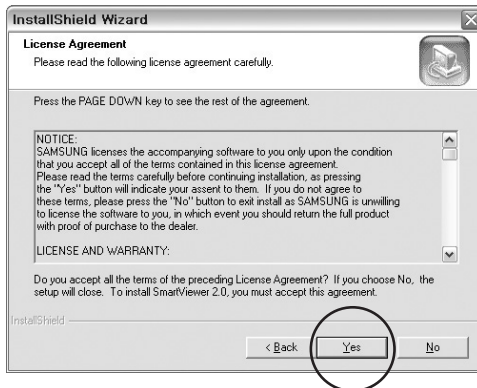 InstallShield Wizard
License Agreement
Please read the following license agreement carefully.
Press the PAGE DOWN key to see the rest of the agreement.
NOTICE:
SAMSUNG licenses the accompanying software to you only upon the condition
that you accept all of the terms contained in this license agreement.
Please read the terms carefully before continuing installation, as pressing
the "Yes" button will indicate your assent to them. If you do not agree to
these terms, please press the "No" button to exit install as SAMSUNG is unwilling
to license the software to you, in which event you should return the full product
with proof of purchase to the dealer.
LICENSE AND WARRANTY:
Do you accept all the terms of the preceding License Agreement? If you choose No, the
setup will close. To install SmartViewer 2.0, you must accept this agreement.
InstallShield
< Back Yes No